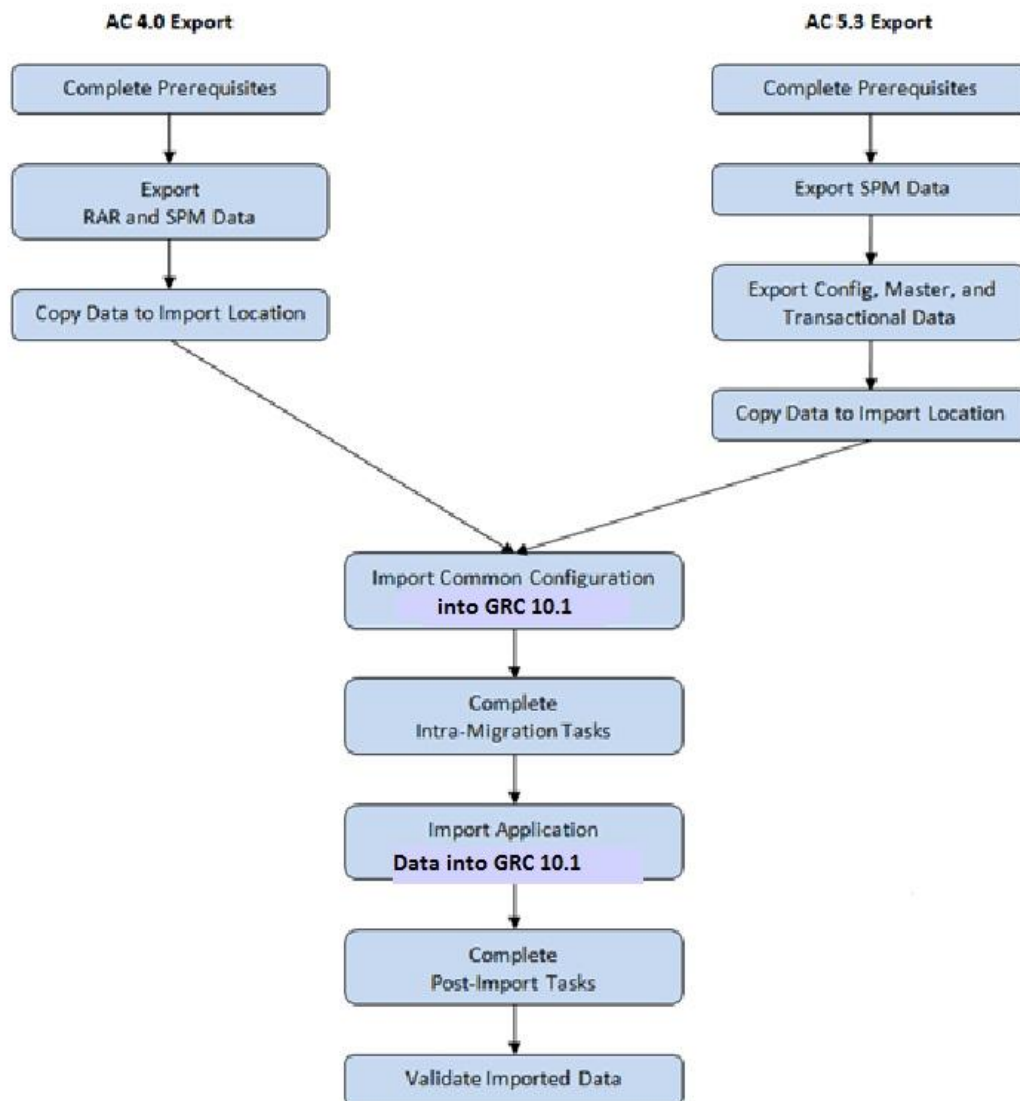 AC 4.0 Export
Complete Prerequisites
Export
RAR and SPM Data
Copy Data to Import Location
AC 5.3 Export
Complete Prerequisites
Export SPM Data
Export Config, Master, and
Transactional Data
Copy Data to Import Location
Import Common Configuration
into GRC 10.1
Complete
Intra-Migration Tasks
Import Application
Data into GRC 10.1
Complete
Post-Import Tasks
Validate Imported Data